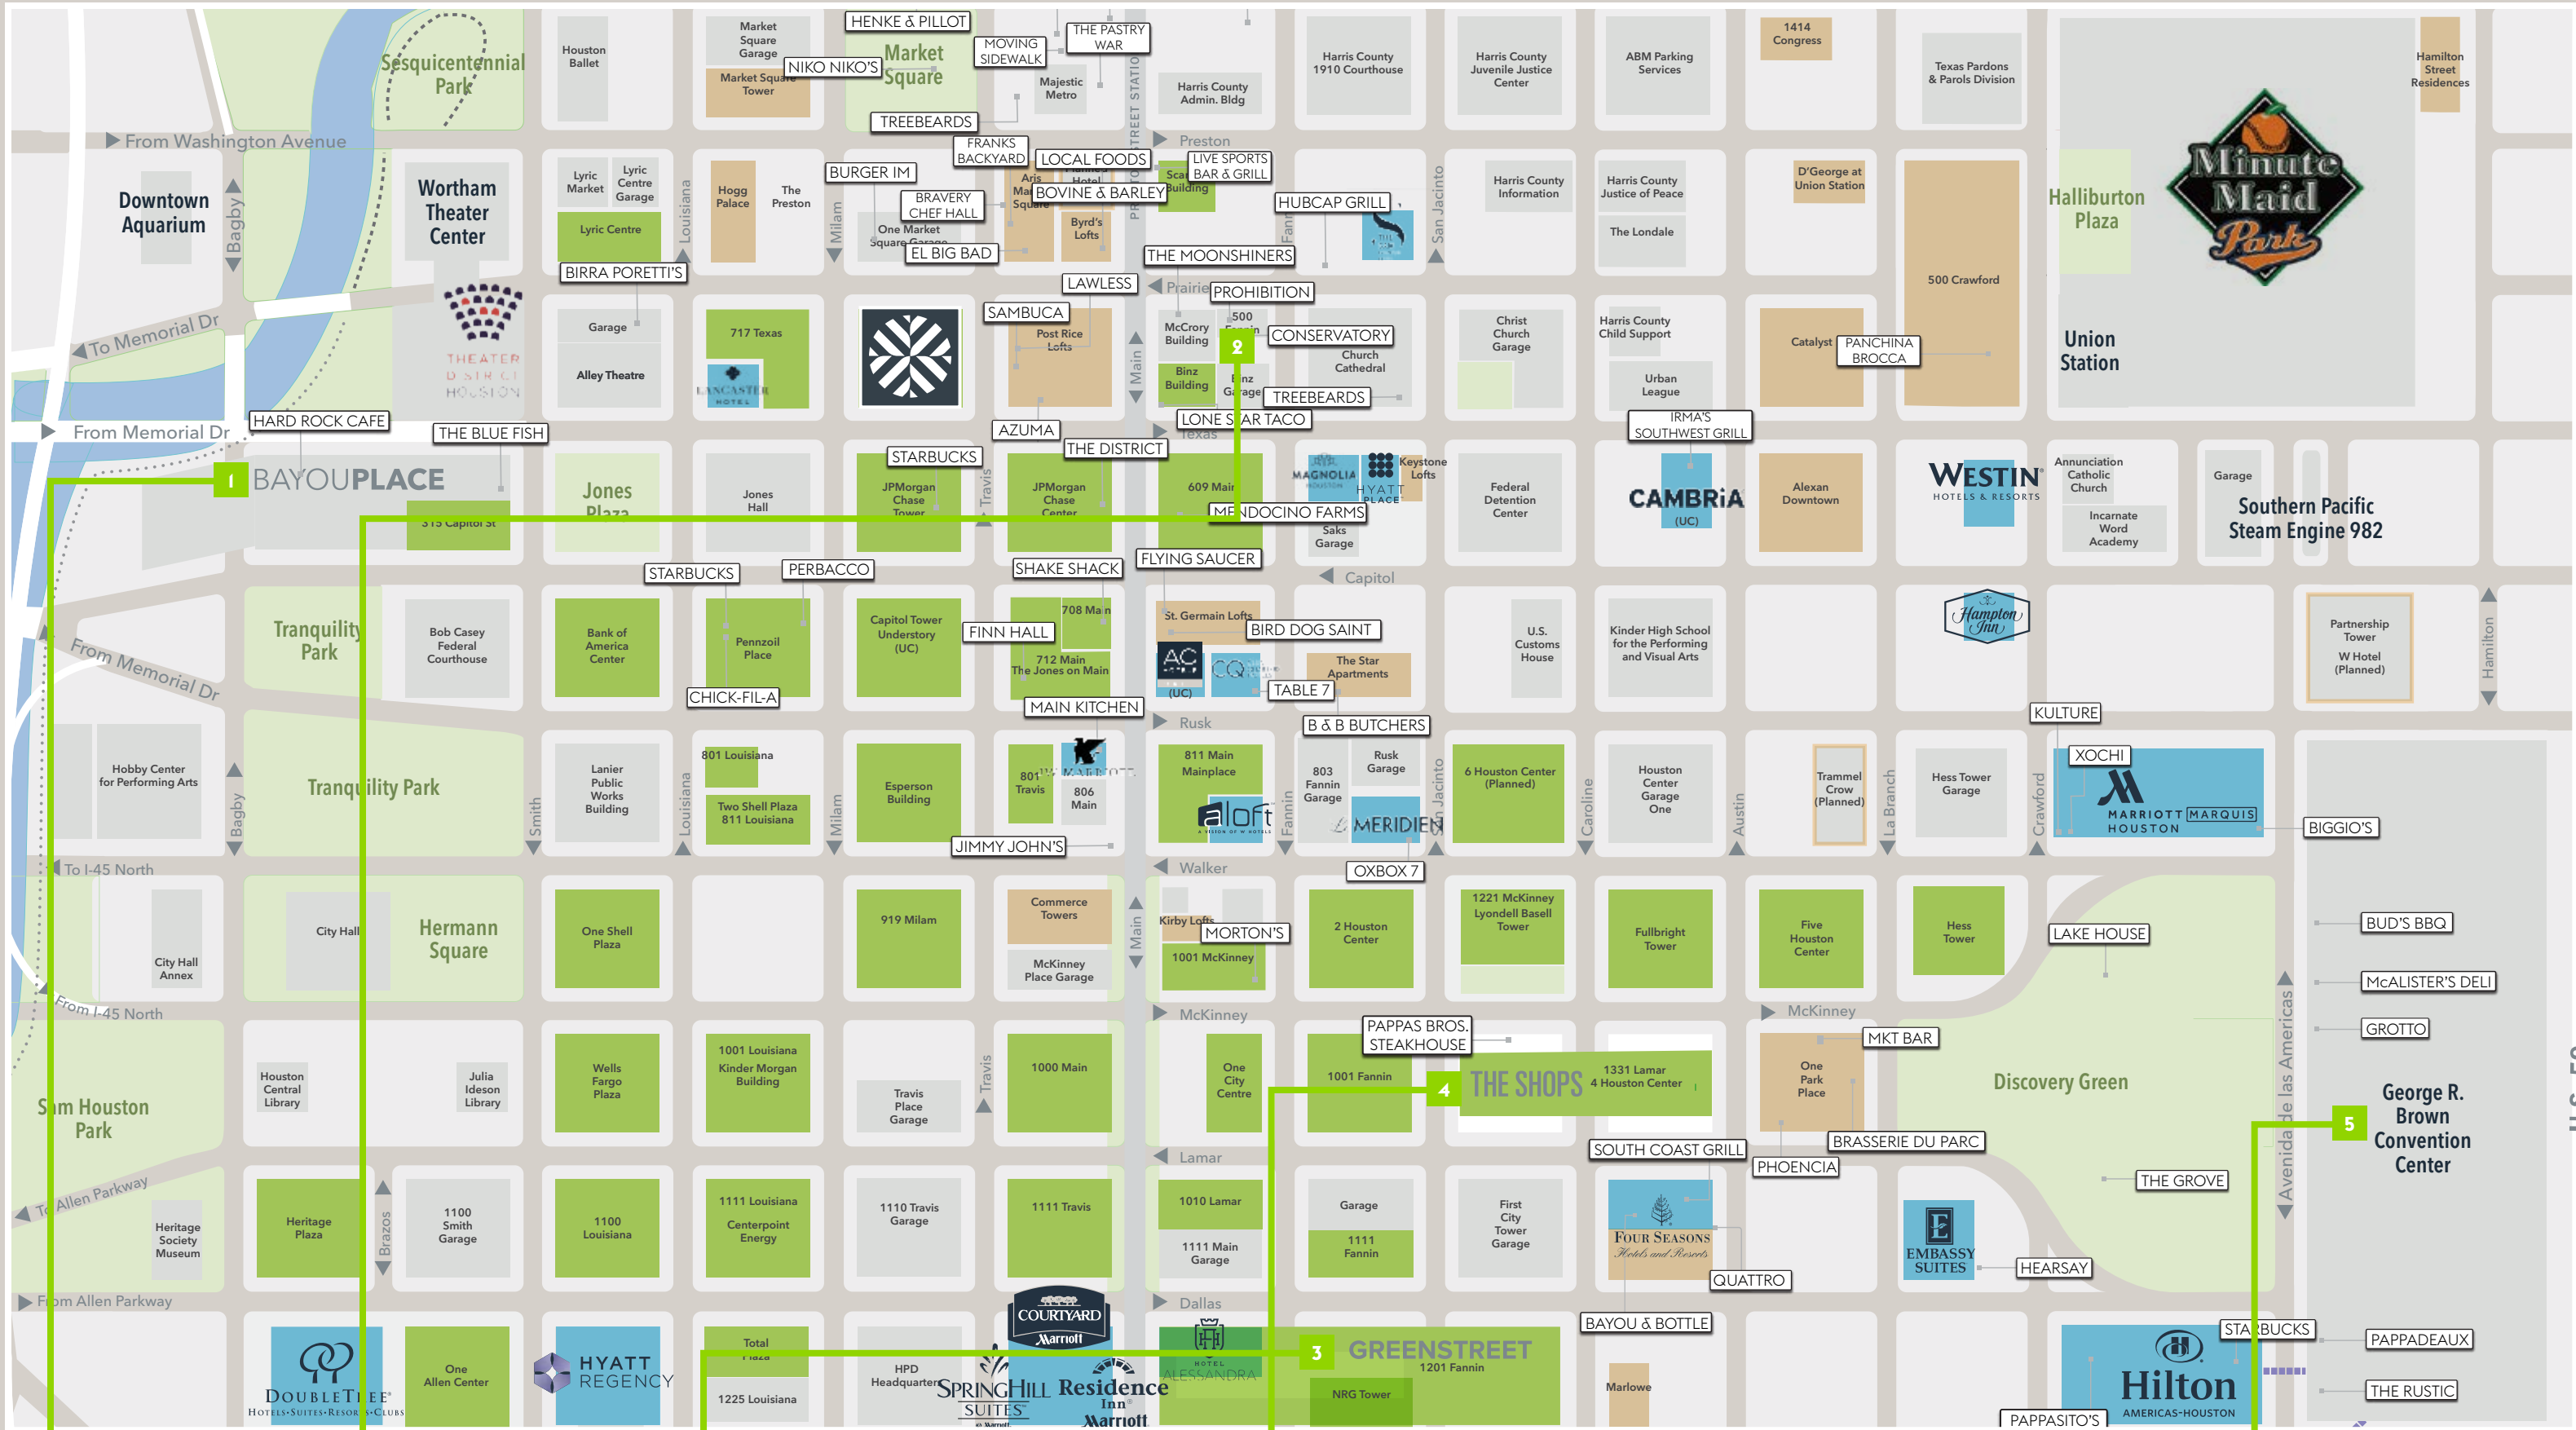 HENKE & PILLOT
THE PASTRY
WAR
MOVING
SIDEWALK
Sesquicentennial
Park
Houston
Ballet
Market
Square
Garage
Market Square
Tower
NIKO NIKO'S
Market
Square
Majestic
Metro
TREEBEARDS
Harris County
Admin. Bldg
Harris County
1910 Courthouse
Harris County
Juvenile Justice
Center
ABM Parking
Services
1414
Congress
Texas Pardons
& Parols Division
Hamilton
Street
Residences
Minute
Maid
Park
From Washington Avenue
Preston
Downtown
Aquarium
Bagby
Wortham
Theater
Center
Lyric
Market
Lyric
Centre
Garage
Lyric Centre
Louisiana
Hogg
Palace
The
Preston
Milam
BURGER IM
FRANKS
BACKYARD
LOCAL FOODS
BRAVERY
CHEF HALL
BOVINE & BARLEY
One Market
Square Garage
EL BIG BAD
Byrd's
Lofts
LIVE SPORTS
BAR & GRILL
Building
HUBCAP GRILL
San Jacinto
Harris County
Information
Harris County
Justice of Peace
The Londale
D'George at
Union Station
500 Crawford
Halliburton
Plaza
Union
Station
BIRRA PORETTI'S
THE MOONSHINERS
LAWLESS
Prairie
PROHIBITION
To Memorial Dr
THEATER
DISTRICT
HOUSTON
Garage
Alley Theatre
717 Texas
LANCASTER
HOTEL
SAMBUCA
Post Rice
Lofts
Main
McCrory
Building
500
Fannin
2
CONSERVATORY
Binz
Building
Binz
Garage
Church
Cathedral
TREEBEARDS
Christ
Church
Garage
Harris County
Child Support
Urban
League
Catalyst
PANCHINA
BROCCA
From Memorial Dr
HARD ROCK CAFE
THE BLUE FISH
AZUMA
LONE STAR TACO
Texas
IRMA'S
SOUTHWEST GRILL
1
BAYOUPLACE
315 Capitol St
Jones
Plaza
Jones
Hall
STARBUCKS
JPMorgan
Chase
Tower
Travis
THE DISTRICT
JPMorgan
Chase
Center
609 Main
MENDOCINO FARMS
MAGNOLIA
HOUSTON
HYATT
PLACE
Keystone
Lofts
Saks
Garage
Federal
Detention
Center
CAMBRiA
(UC)
Alexan
Downtown
WESTIN
HOTELS & RESORTS
Annunciation
Catholic
Church
Incarnate
Word
Academy
Garage
Southern Pacific
Steam Engine 982
STARBUCKS
PERBACCO
SHAKE SHACK
FLYING SAUCER
Capitol
Tranquility
Park
From Memorial Dr
Bob Casey
Federal
Courthouse
Bank of
America
Center
Pennzoil
Place
CHICK-FIL-A
Capitol Tower
Understory
(UC)
FINN HALL
708 Main
712 Main
The Jones on Main
St. Germain Lofts
BIRD DOG SAINT
AC
(UC)
CQ
TABLE 7
The Star
Apartments
U.S.
Customs
House
Kinder High School
for the Performing
and Visual Arts
Hampton
Inn
Partnership
Tower
W Hotel
(Planned)
Hamilton
MAIN KITCHEN
Rusk
B & B BUTCHERS
KULTURE
Hobby Center
for Performing Arts
Bagby
Tranquility Park
Smith
Lanier
Public
Works
Building
Louisiana
801 Louisiana
Two Shell Plaza
811 Louisiana
Milam
Esperson
Building
801
Travis
JW MARRIOTT
806
Main
JIMMY JOHN'S
811 Main
Mainplace
aloft
Fannin
803
Fannin
Garage
Rusk
Garage
MERIDIEN
OXBOX 7
San Jacinto
6 Houston Center
(Planned)
Caroline
Houston
Center
Garage
One
Austin
Trammel
Crow
(Planned)
La Branch
Hess Tower
Garage
Crawford
XOCHI
MARRIOTT MARQUIS
HOUSTON
BIGGIO'S
To I-45 North
Walker
City Hall
Annex
City Hall
Hermann
Square
One Shell
Plaza
919 Milam
Commerce
Towers
McKinney
Place Garage
Main
Kirby Lofts
MORTON'S
1001 McKinney
2 Houston
Center
1221 McKinney
Lyondell Basell
Tower
Fullbright
Tower
Five
Houston
Center
Hess
Tower
LAKE HOUSE
BUD'S BBQ
McALISTER'S DELI
GROTTO
From I-45 North
McKinney
McKinney
Sam Houston
Park
Houston
Central
Library
Julia
Ideson
Library
Wells
Fargo
Plaza
1001 Louisiana
Kinder Morgan
Building
Travis
Place
Garage
Travis
1000 Main
One
City
Centre
1001 Fannin
PAPPAS BROS.
STEAKHOUSE
4
THE SHOPS
1331 Lamar
4 Houston Center
One
Park
Place
MKT BAR
BRASSERIE DU PARC
PHOENCIA
Discovery Green
Avenida de las Americas
5
George R.
Brown
Convention
Center
THE GROVE
Lamar
SOUTH COAST GRILL
To Allen Parkway
Heritage
Society
Museum
Heritage
Plaza
Brazos
1100
Smith
Garage
1100
Louisiana
1111 Louisiana
Centerpoint
Energy
1110 Travis
Garage
1111 Travis
1010 Lamar
1111 Main
Garage
Garage
1111
Fannin
First
City
Tower
Garage
FOUR SEASONS
Hotels and Resorts
QUATTRO
BAYOU & BOTTLE
EMBASSY
SUITES
HEARSAY
From Allen Parkway
Dallas
DOUBLETREE
HOTELS•SUITES•RESORTS•CLUBS
One
Allen Center
HYATT
REGENCY
Total
Plaza
1225 Louisiana
HPD
Headquarters
COURTYARD
Marriott
SPRINGHILL
SUITES
Residence
Inn
Marriott
HOTEL
ALESSANDRA
3
GREENSTREET
1201 Fannin
NRG Tower
Marlowe
STARBUCKS
Hilton
AMERICAS-HOUSTON
PAPPASITO'S
PAPPADEAUX
THE RUSTIC